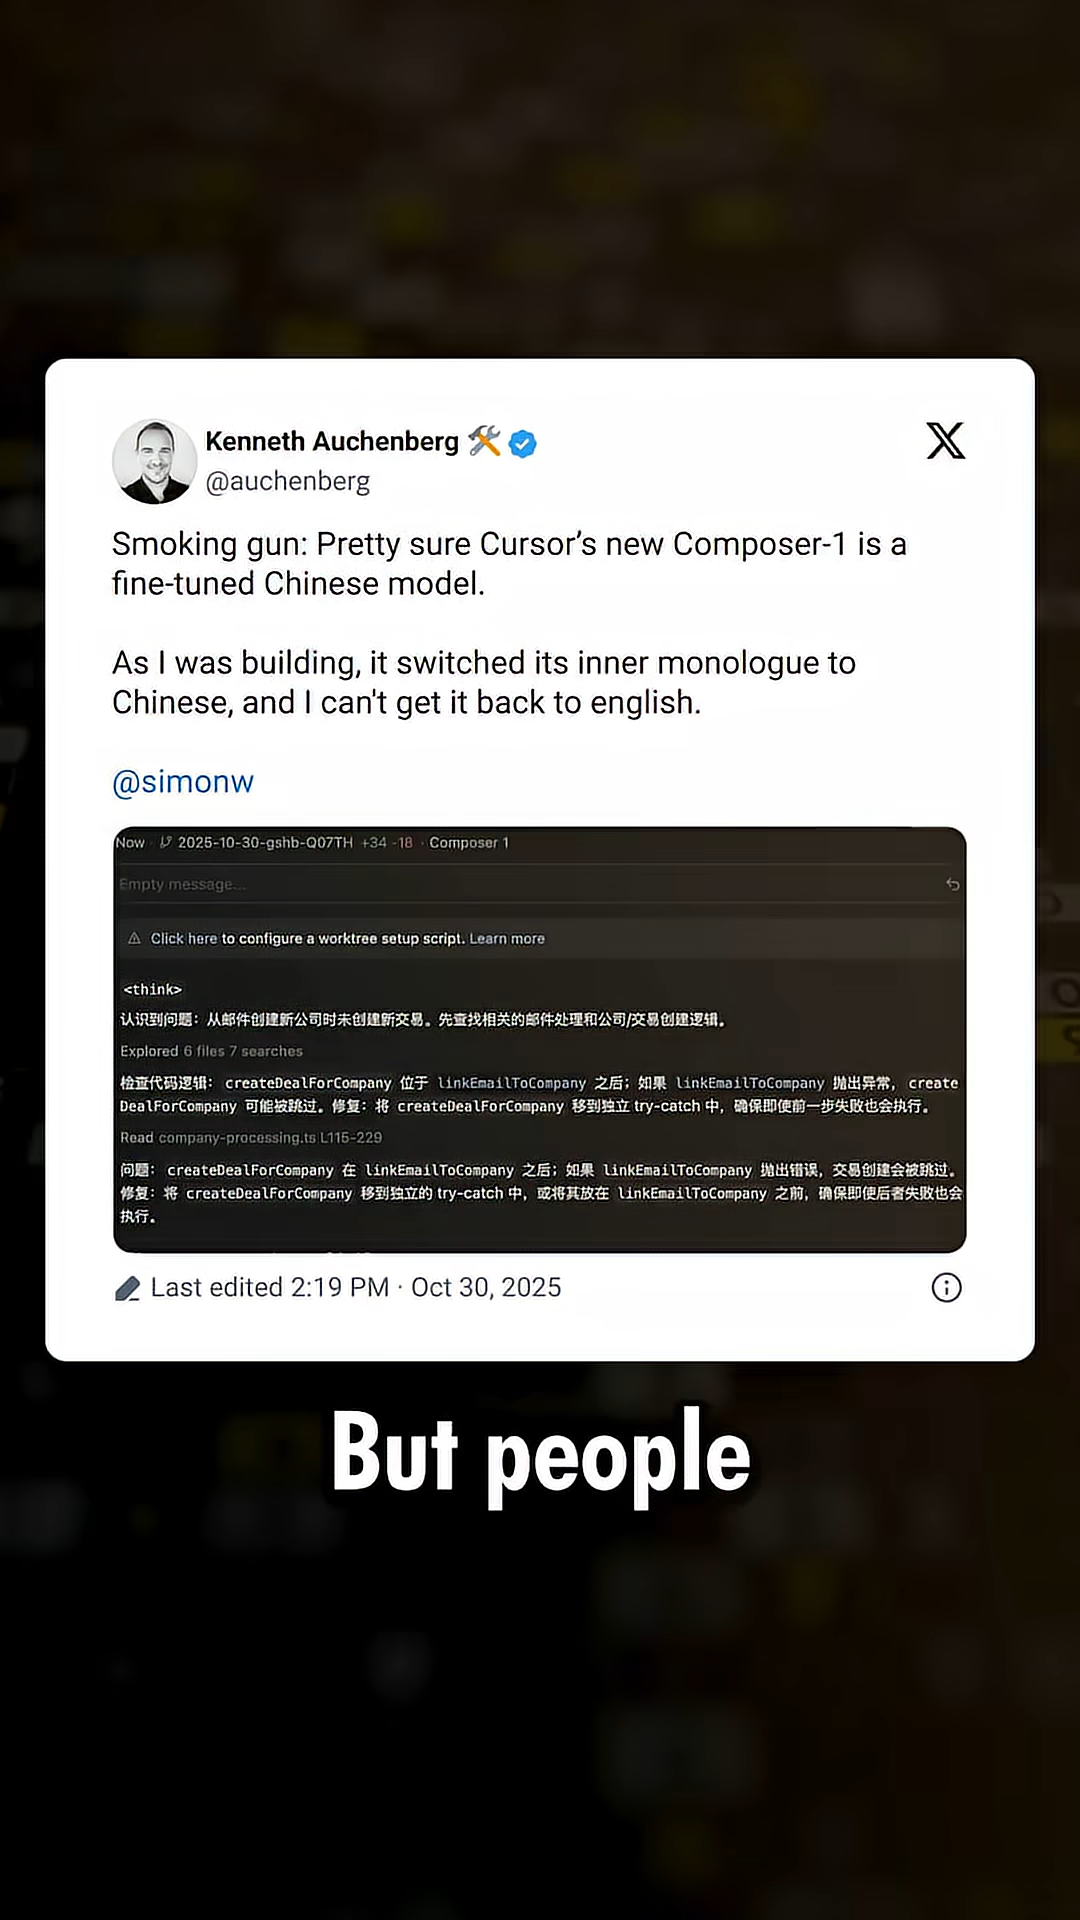 Kenneth Auchenberg 🛠️
@auchenberg
Smoking gun: Pretty sure Cursor’s new Composer-1 is a
fine-tuned Chinese model.
As I was building, it switched its inner monologue to
Chinese, and I can't get it back to english.
@simonw
Now · 2025-10-30-gshb-Q07TH +34 -18 · Composer 1
Empty message...
Click here to configure a worktree setup script. Learn more
<think>
认识到问题：从邮件创建新公司时未创建新交易。先查找相关的邮件处理和公司/交易创建逻辑。
Explored 6 files 7 searches
检查代码逻辑： createDealForCompany 位于 linkEmailToCompany 之后；如果 linkEmailToCompany 抛出异常， create
DealForCompany 可能被跳过。修复：将 createDealForCompany 移到独立 try-catch 中，确保即使前一步失败也会执行。
Read company-processing.ts L115-229
问题： createDealForCompany 在 linkEmailToCompany 之后；如果 linkEmailToCompany 抛出错误，交易创建会被跳过。
修复：将 createDealForCompany 移到独立的 try-catch 中，或将其放在 linkEmailToCompany 之前，确保即使后者失败也会
执行。
Last edited 2:19 PM · Oct 30, 2025
But people